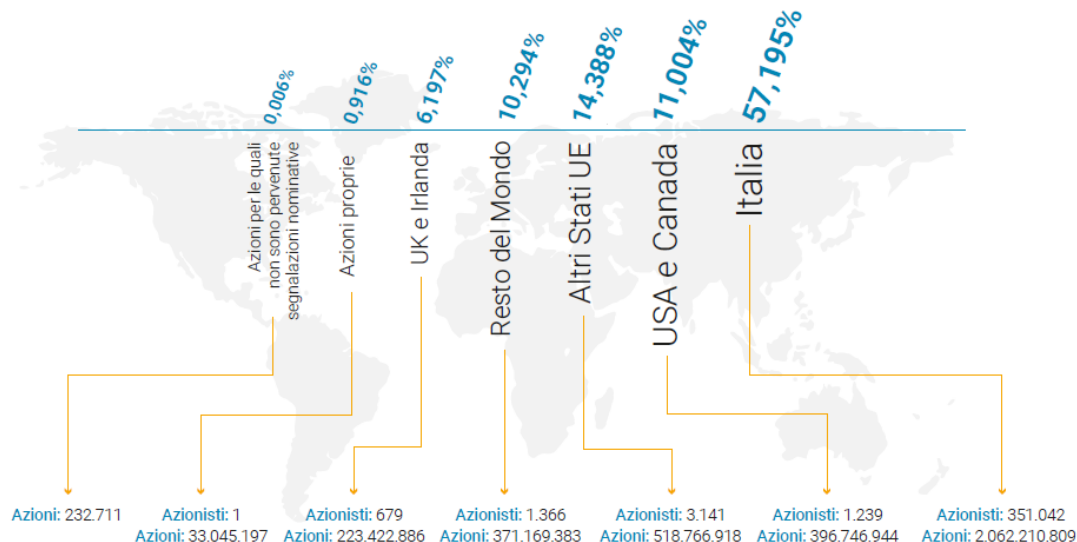 0,006%
0,916%
6,197%
10,294%
14,388%
11,004%
57,195%
Azioni per le quali
non sono pervenute
segnalazioni nominative
Azioni proprie
UK e Irlanda
Resto del Mondo
Altri Stati UE
USA e Canada
Italia
Azioni: 232.711
Azionisti: 1
Azioni: 33.045.197
Azionisti: 679
Azioni: 223.422.886
Azionisti: 1.366
Azioni: 371.169.383
Azionisti: 3.141
Azioni: 518.766.918
Azionisti: 1.239
Azioni: 396.746.944
Azionisti: 351.042
Azioni: 2.062.210.809